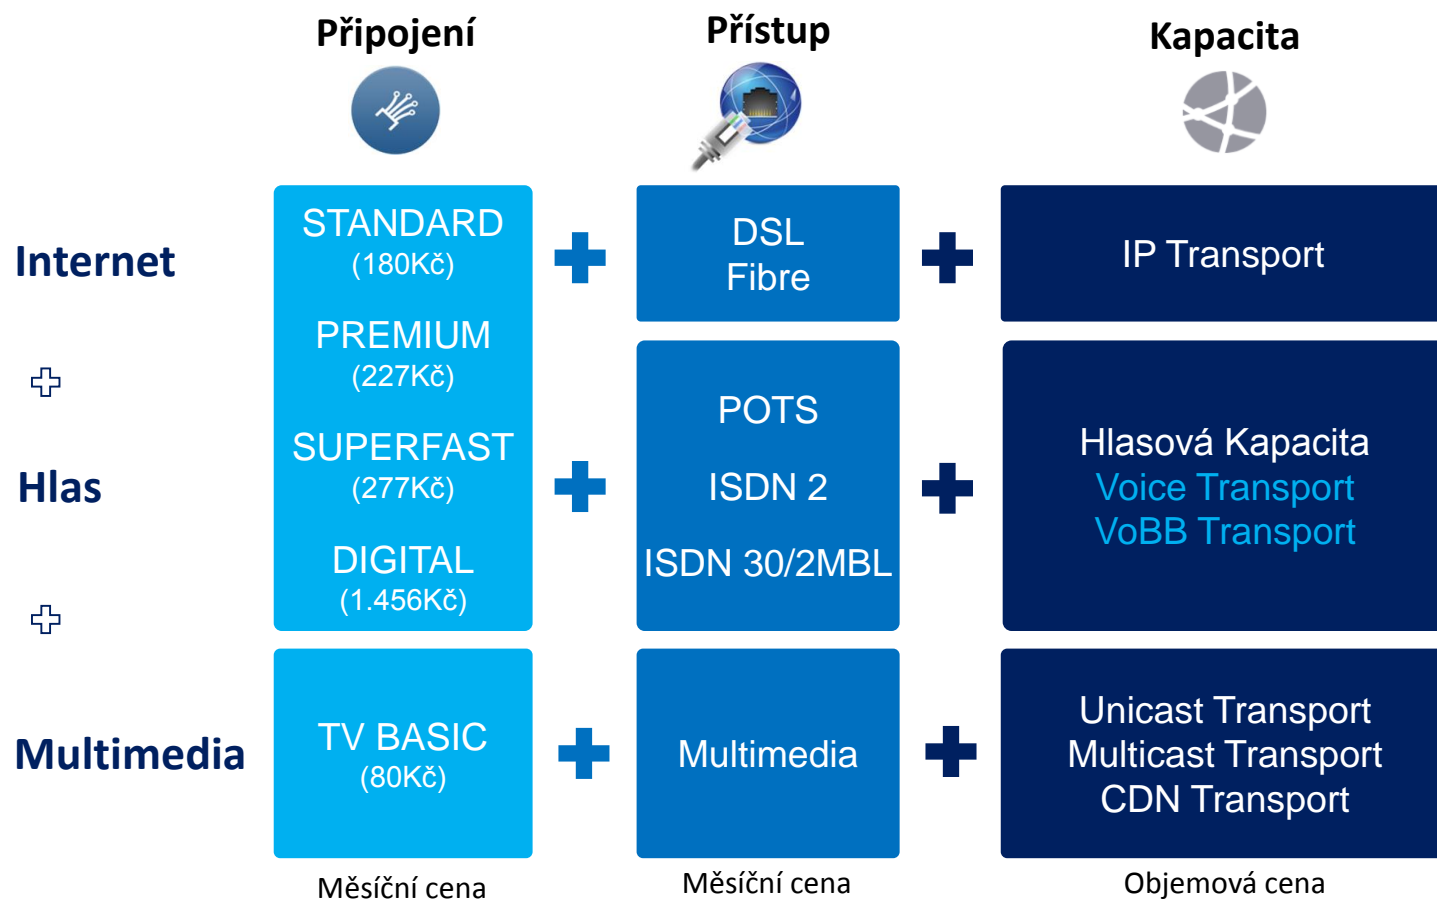 Připojení
Přístup
Kapacita
Internet
STANDARD
(180Kč)
PREMIUM
(227Kč)
SUPERFAST
(277Kč)
DIGITAL
(1.456Kč)
DSL
Fibre
IP Transport
Hlas
POTS
ISDN 2
ISDN 30/2MBL
Hlasová Kapacita
Voice Transport
VoBB Transport
Multimedia
TV BASIC
(80Kč)
Multimedia
Unicast Transport
Multicast Transport
CDN Transport
Měsíční cena
Měsíční cena
Objemová cena